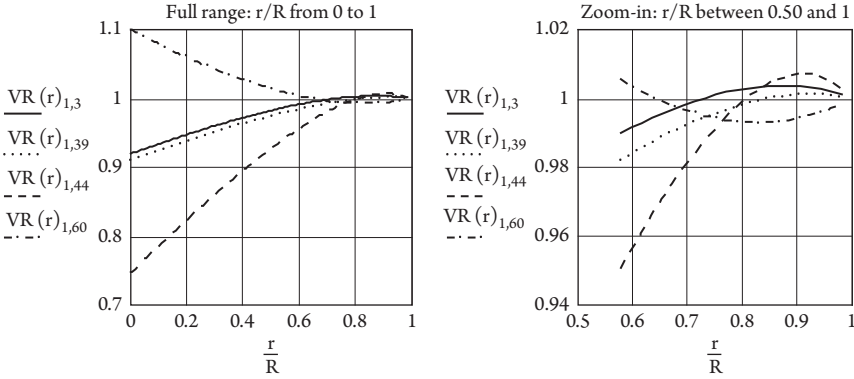 Full range: r/R from 0 to 1
1.1
1
0.9
0.8
0.7
0 0.2 0.4 0.6 0.8 1
r
R
VR (r)1,3
VR (r)1,39
VR (r)1,44
VR (r)1,60
Zoom-in: r/R between 0.50 and 1
1.02
1
0.98
0.96
0.94
0.5 0.6 0.7 0.8 0.9 1
r
R
VR (r)1,3
VR (r)1,39
VR (r)1,44
VR (r)1,60